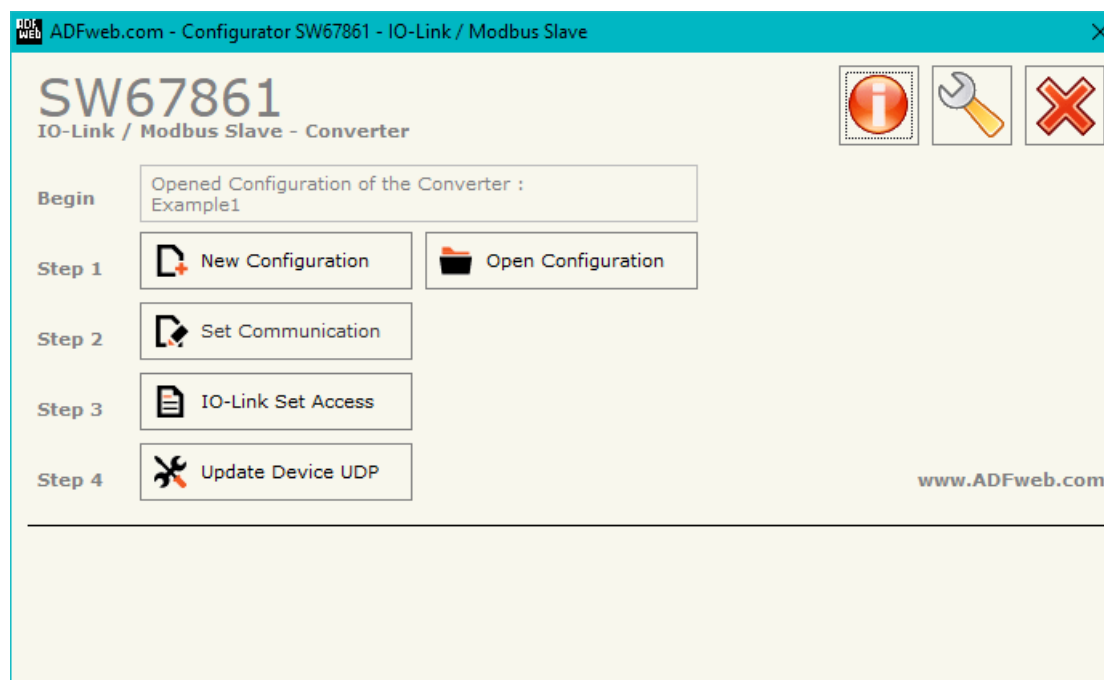 ADF
WEB
ADFweb.com - Configurator SW67861 - IO-Link / Modbus Slave
SW67861
IO-Link / Modbus Slave - Converter
Begin
Opened Configuration of the Converter :
Example1
Step 1
New Configuration
Open Configuration
Step 2
Set Communication
Step 3
IO-Link Set Access
Step 4
Update Device UDP
www.ADFweb.com